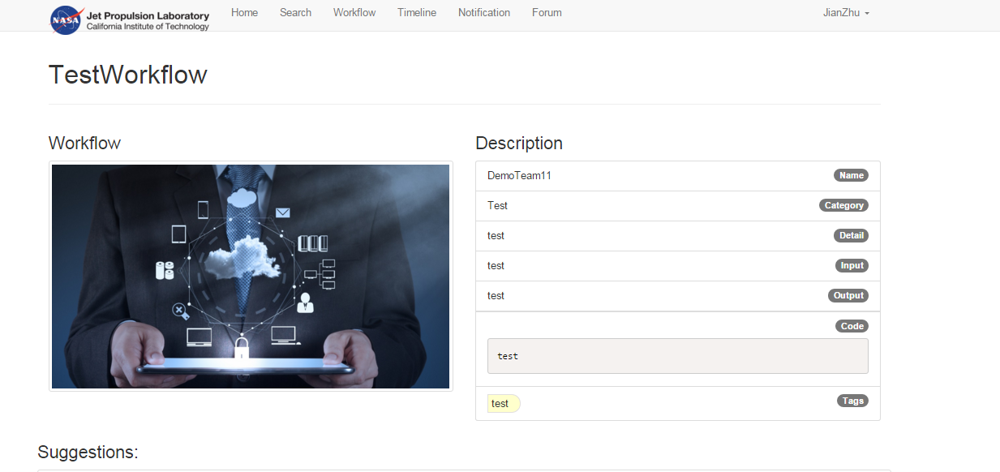 NASA
Jet Propulsion Laboratory
California Institute of Technology
Home Search Workflow Timeline Notification Forum JianZhu
TestWorkflow
Workflow
Description
DemoTeam11 Name
Test Category
test Detail
test Input
test Output
Code
test
test Tags
Suggestions: